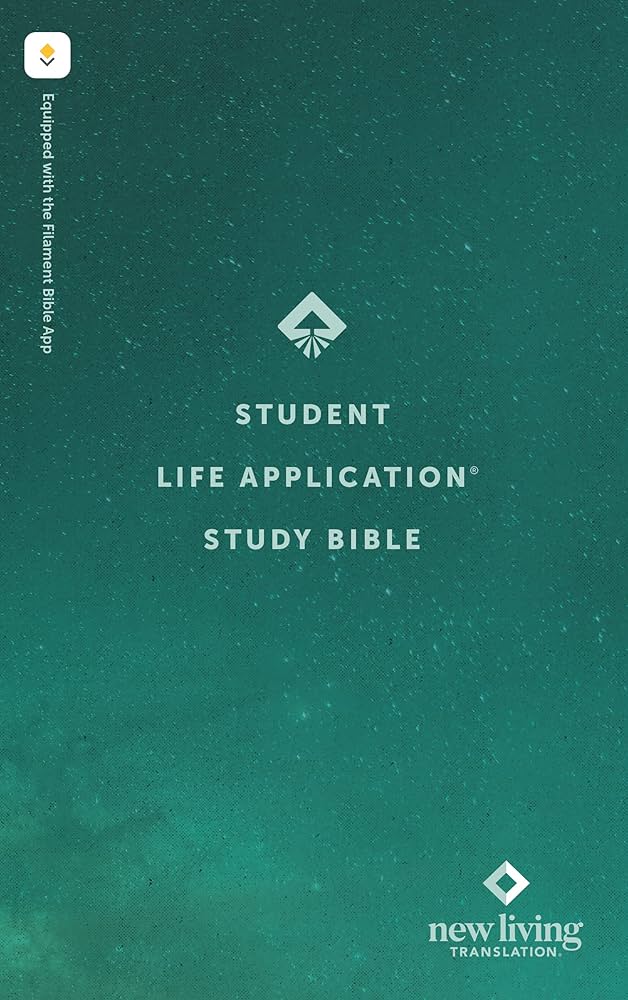 Equipped with the Filament Bible App
STUDENT
LIFE APPLICATION®
STUDY BIBLE
new living
TRANSLATION®